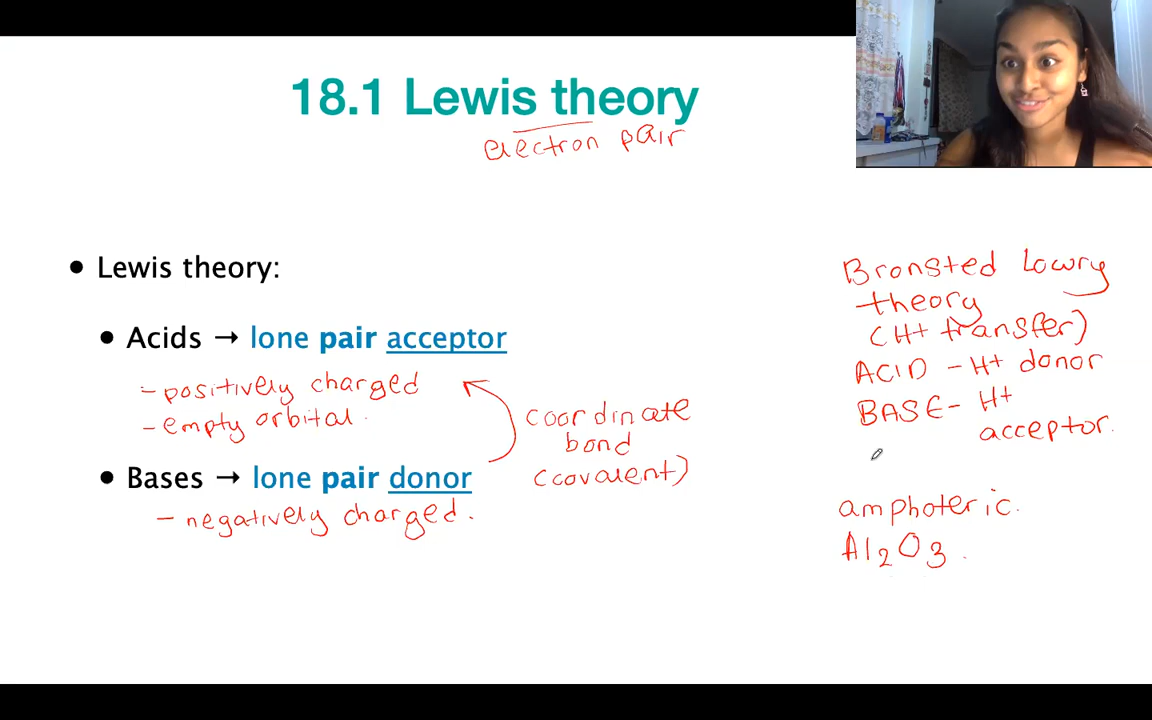 18.1 Lewis theory
electron pair
• Lewis theory:
• Acids → lone pair acceptor
- positively charged
- empty orbital.
coordinate
bond
(covalent)
• Bases → lone pair donor
- negatively charged.
Bronsted Lowry
theory
(H+ transfer)
ACID - H+ donor
BASE - H+
acceptor.
amphoteric.
Al2O3.